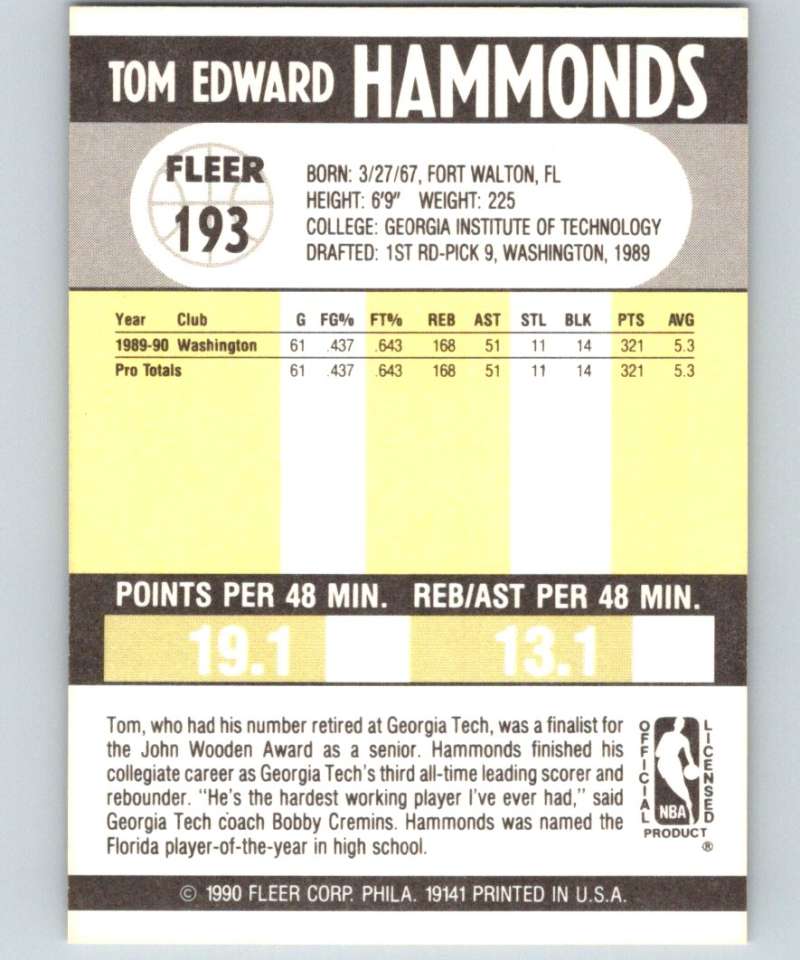 TOM EDWARD HAMMONDS
FLEER
193
BORN: 3/27/67, FORT WALTON, FL
HEIGHT: 6'9" WEIGHT: 225
COLLEGE: GEORGIA INSTITUTE OF TECHNOLOGY
DRAFTED: 1ST RD-PICK 9, WASHINGTON, 1989
Year Club G FG% FT% REB AST STL BLK PTS AVG
1989-90 Washington 61 .437 .643 168 51 11 14 321 5.3
Pro Totals 61 .437 .643 168 51 11 14 321 5.3
POINTS PER 48 MIN. REB/AST PER 48 MIN.
19.1 13.1
Tom, who had his number retired at Georgia Tech, was a finalist for
the John Wooden Award as a senior. Hammonds finished his
collegiate career as Georgia Tech's third all-time leading scorer and
rebounder. "He's the hardest working player I've ever had," said
Georgia Tech coach Bobby Cremins. Hammonds was named the
Florida player-of-the-year in high school.
OFFICIAL
LICENSED
NBA
PRODUCT
®
© 1990 FLEER CORP. PHILA. 19141 PRINTED IN U.S.A.